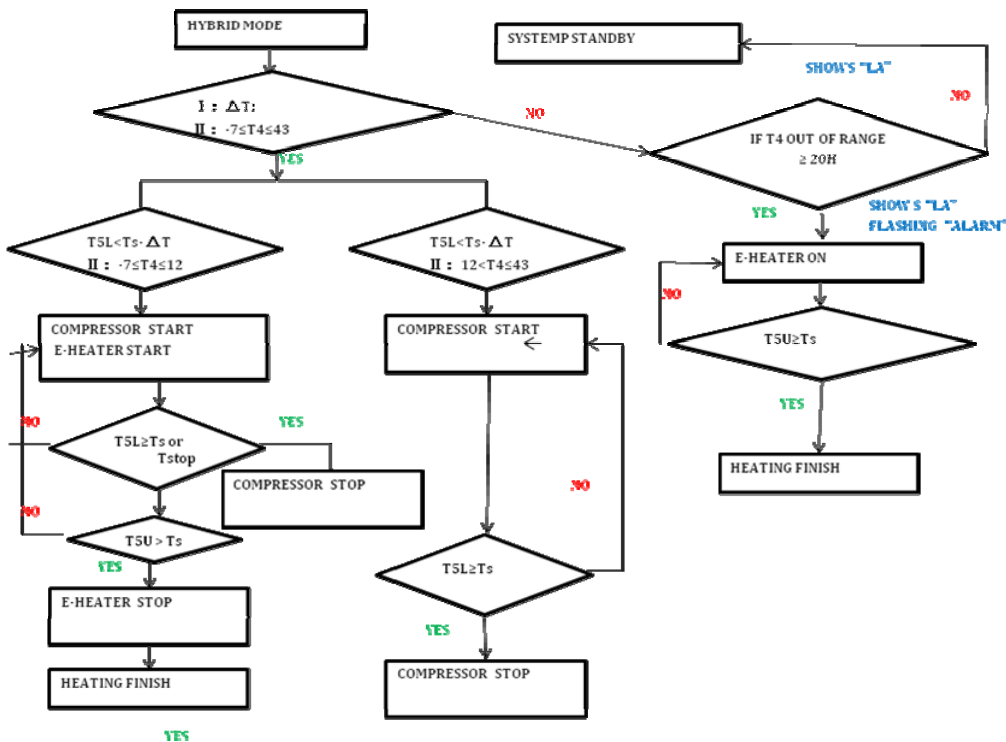 HYBRID MODE
SYSTEMP STANDBY
SHOWS "LA"
NO
I : ΔT;
II : -7≤T4≤43
NO
IF T4 OUT OF RANGE
≥ 20H
YES
YES
SHOW S "LA"
FLASHING "ALARM"
T5L<Ts-ΔT
II : -7≤T4≤12
T5L<Ts-ΔT
II : 12<T4≤43
E-HEATER ON
NO
COMPRESSOR START
E-HEATER START
COMPRESSOR START
T5U≥Ts
YES
NO
YES
T5L≥Ts or
Tstop
HEATING FINISH
COMPRESSOR STOP
NO
NO
T5U > Ts
YES
T5L≥Ts
E-HEATER STOP
YES
HEATING FINISH
COMPRESSOR STOP
YES